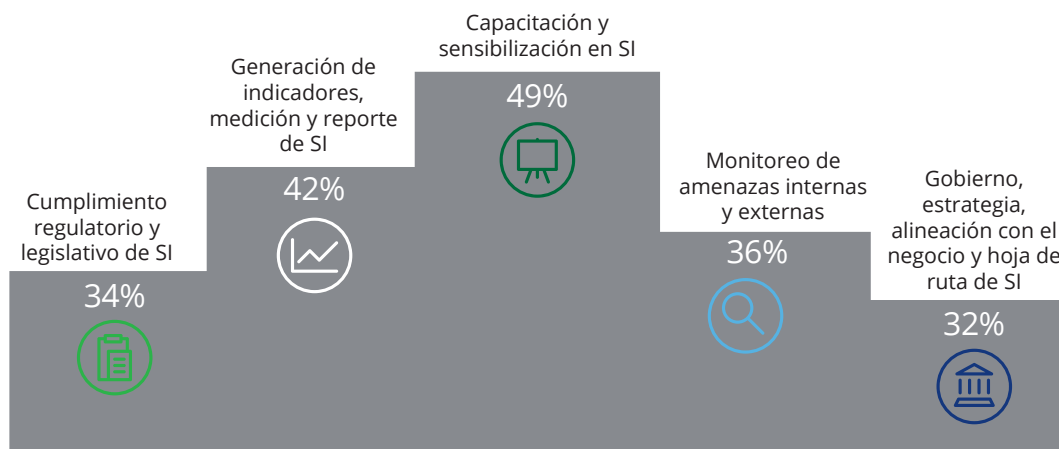 Cumplimiento
regulatorio y
legislativo de SI
34%
Generación de
indicadores,
medición y reporte
de SI
42%
Capacitación y
sensibilización en SI
49%
Monitoreo de
amenazas internas
y externas
36%
Gobierno,
estrategia,
alineación con el
negocio y hoja de
ruta de SI
32%